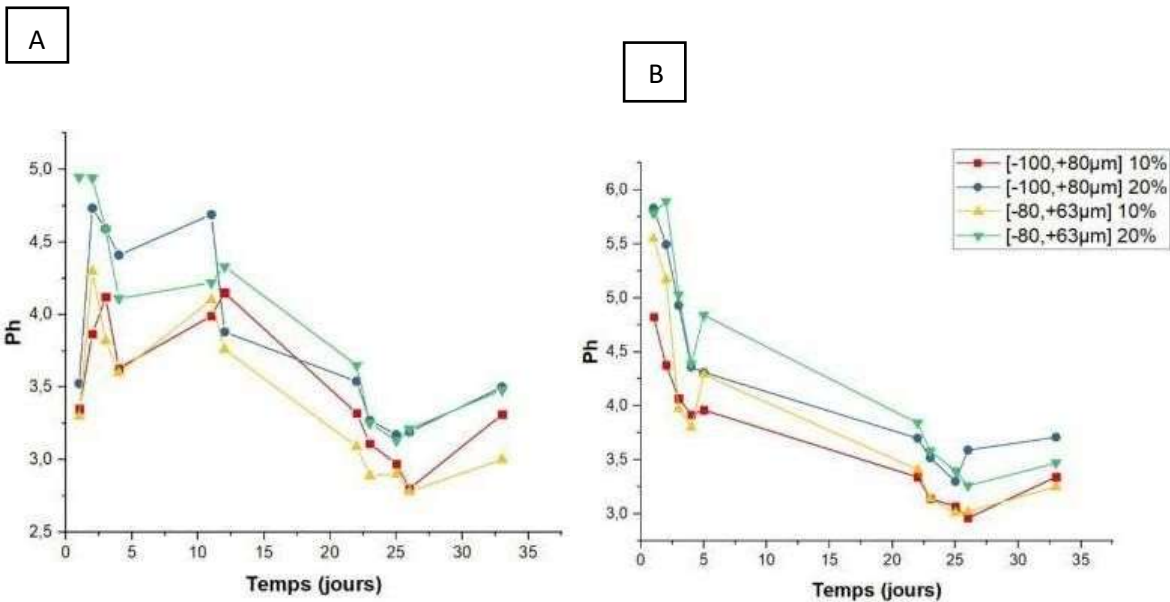 A
B
5,0
4,5
4,0
3,5
3,0
2,5
Ph
0 5 10 15 20 25 30 35
Temps (jours)
6,0
5,5
5,0
4,5
4,0
3,5
3,0
Ph
0 5 10 15 20 25 30 35
Temps (jours)
[-100,+80µm] 10%
[-100,+80µm] 20%
[-80,+63µm] 10%
[-80,+63µm] 20%